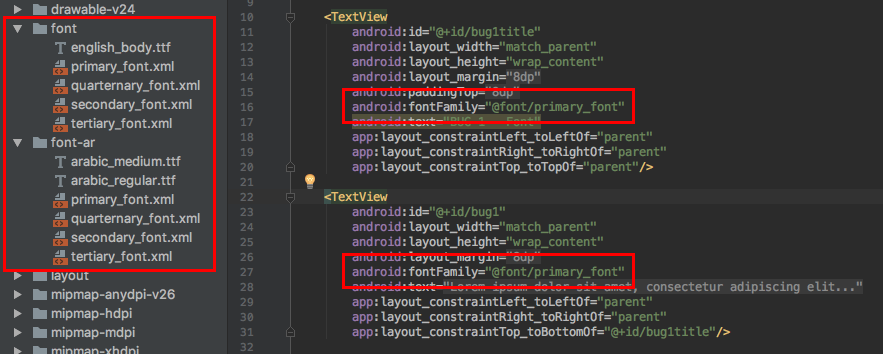 drawable-v24
font
english_body.ttf
primary_font.xml
quarternary_font.xml
secondary_font.xml
tertiary_font.xml
font-ar
arabic_medium.ttf
arabic_regular.ttf
primary_font.xml
quarternary_font.xml
secondary_font.xml
tertiary_font.xml
layout
mipmap-anydpi-v26
mipmap-hdpi
mipmap-mdpi
mipmap-xhdpi
9
10 <TextView
11 android:id="@+id/bug1title"
12 android:layout_width="match_parent"
13 android:layout_height="wrap_content"
14 android:layout_margin="8dp"
15 android:paddingTop="8dp"
16 android:fontFamily="@font/primary_font"
17 android:text="BUG 1 - Font"
18 app:layout_constraintLeft_toLeftOf="parent"
19 app:layout_constraintRight_toRightOf="parent"
20 app:layout_constraintTop_toTopOf="parent"/>
21
22 <TextView
23 android:id="@+id/bug1"
24 android:layout_width="match_parent"
25 android:layout_height="wrap_content"
26 android:layout_margin="8dp"
27 android:fontFamily="@font/primary_font"
28 android:text="Lorem ipsum dolor sit amet, consectetur adipiscing elit..."
29 app:layout_constraintLeft_toLeftOf="parent"
30 app:layout_constraintRight_toRightOf="parent"
31 app:layout_constraintTop_toBottomOf="@+id/bug1title"/>
32